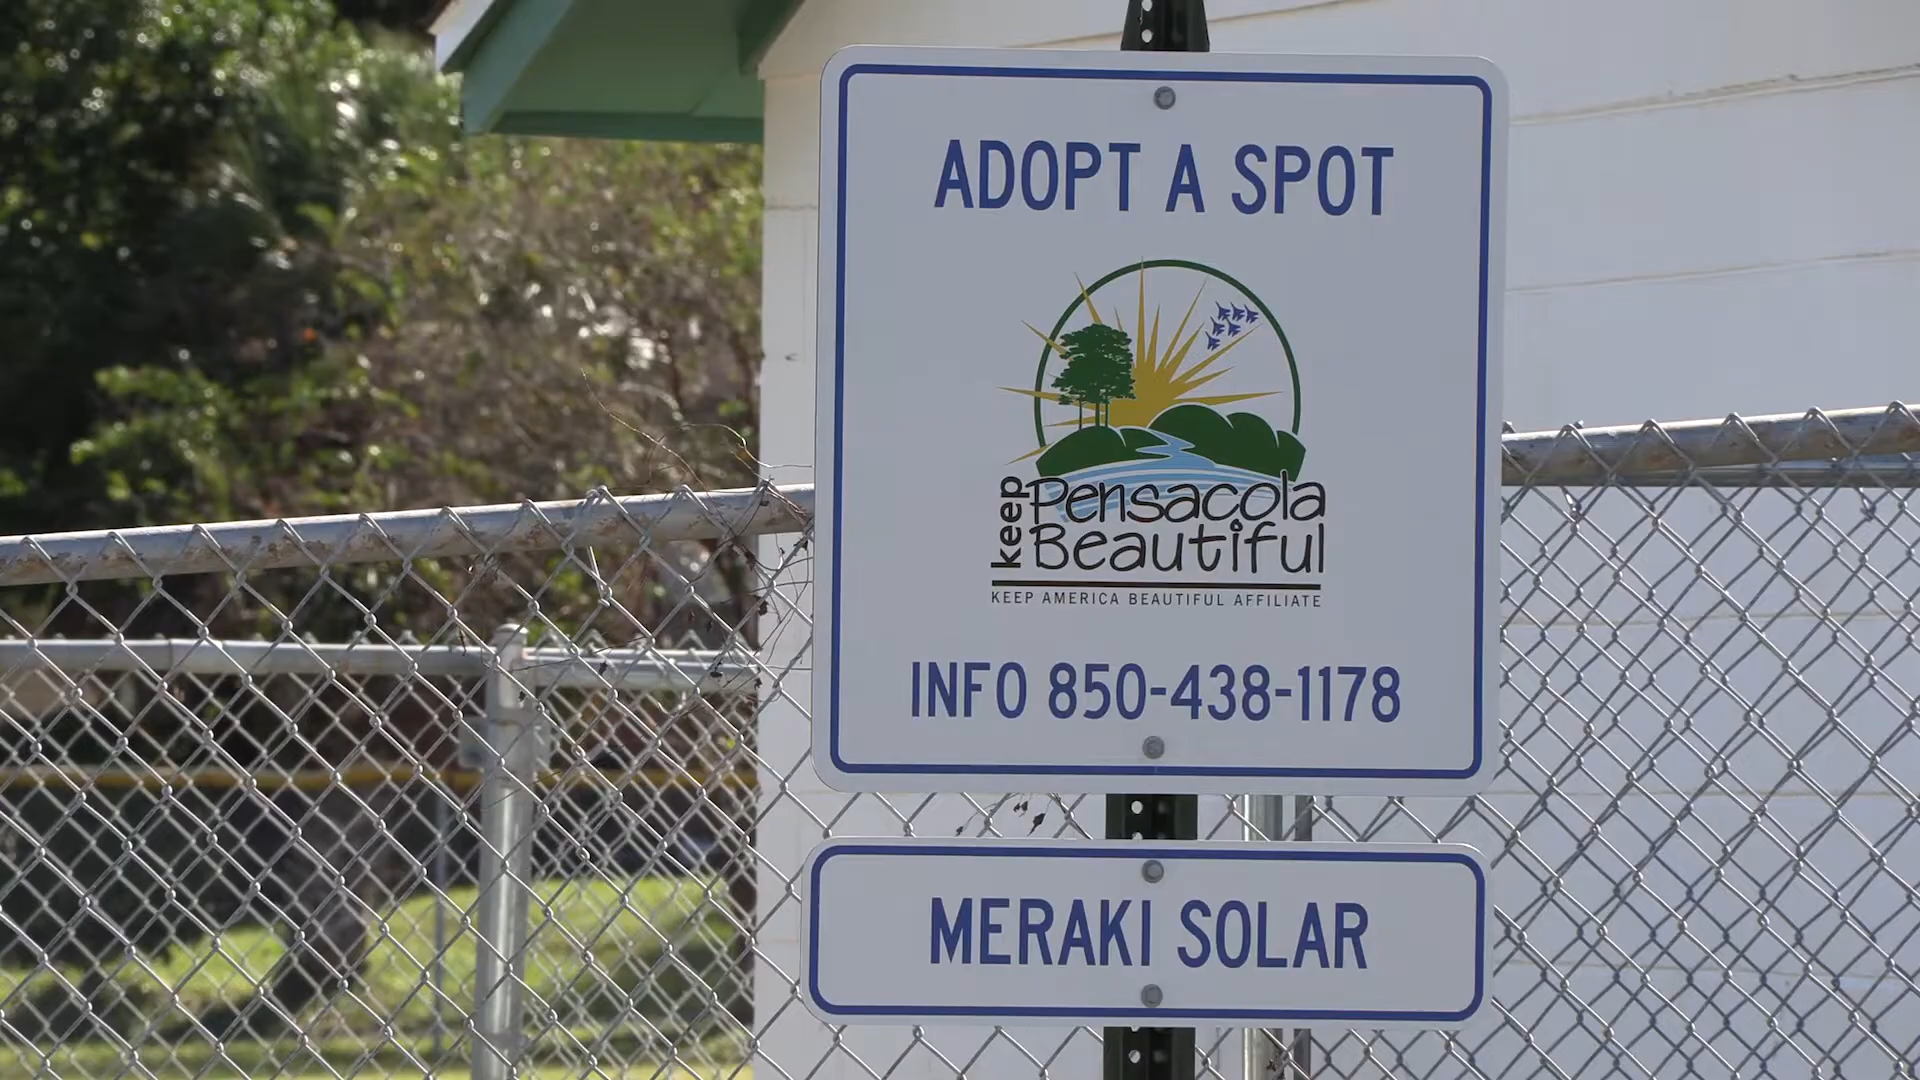 ADOPT A SPOT
keep Pensacola
Beautiful
KEEP AMERICA BEAUTIFUL AFFILIATE
INFO 850-438-1178
MERAKI SOLAR